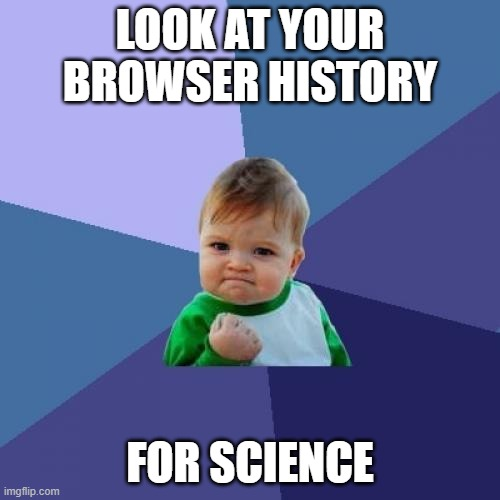 LOOK AT YOUR
BROWSER HISTORY
FOR SCIENCE
imgflip.com